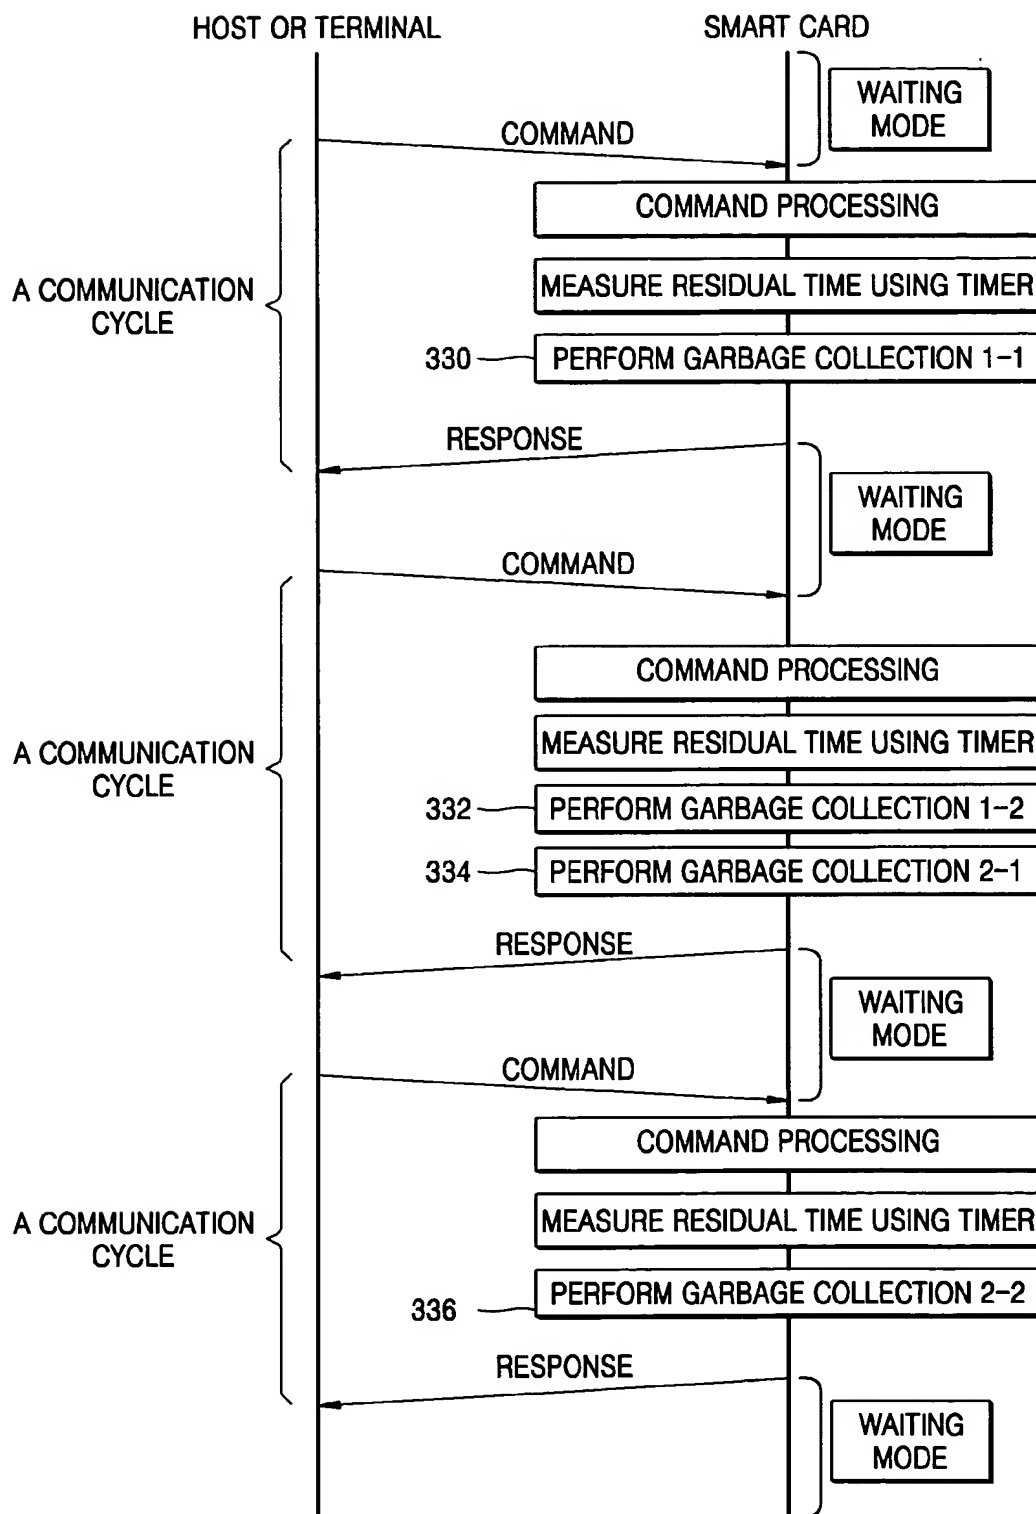 HOST OR TERMINAL
SMART CARD
WAITING
MODE
COMMAND
COMMAND PROCESSING
A COMMUNICATION
CYCLE
MEASURE RESIDUAL TIME USING TIMER
330
PERFORM GARBAGE COLLECTION 1-1
RESPONSE
WAITING
MODE
COMMAND
COMMAND PROCESSING
A COMMUNICATION
CYCLE
MEASURE RESIDUAL TIME USING TIMER
332
PERFORM GARBAGE COLLECTION 1-2
334
PERFORM GARBAGE COLLECTION 2-1
RESPONSE
WAITING
MODE
COMMAND
COMMAND PROCESSING
A COMMUNICATION
CYCLE
MEASURE RESIDUAL TIME USING TIMER
336
PERFORM GARBAGE COLLECTION 2-2
RESPONSE
WAITING
MODE